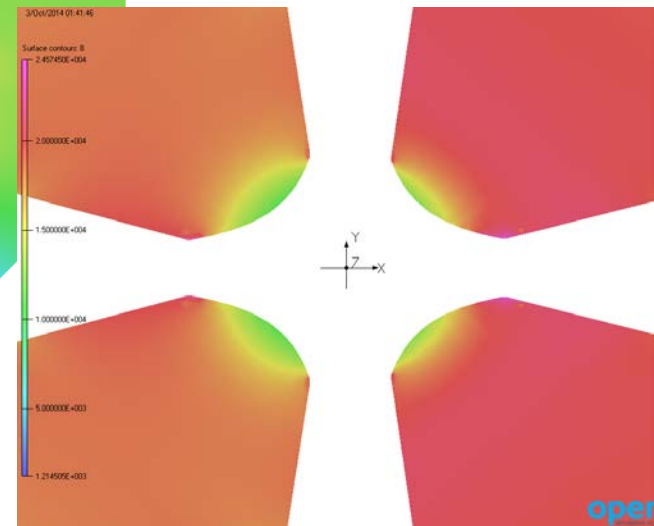 3/Oct/2014 01:41:46
Surface contours: B
2.457450E+004
2.000000E+004
1.500000E+004
1.000000E+004
5.000000E+003
1.214505E+003
Y
Z
X
oper